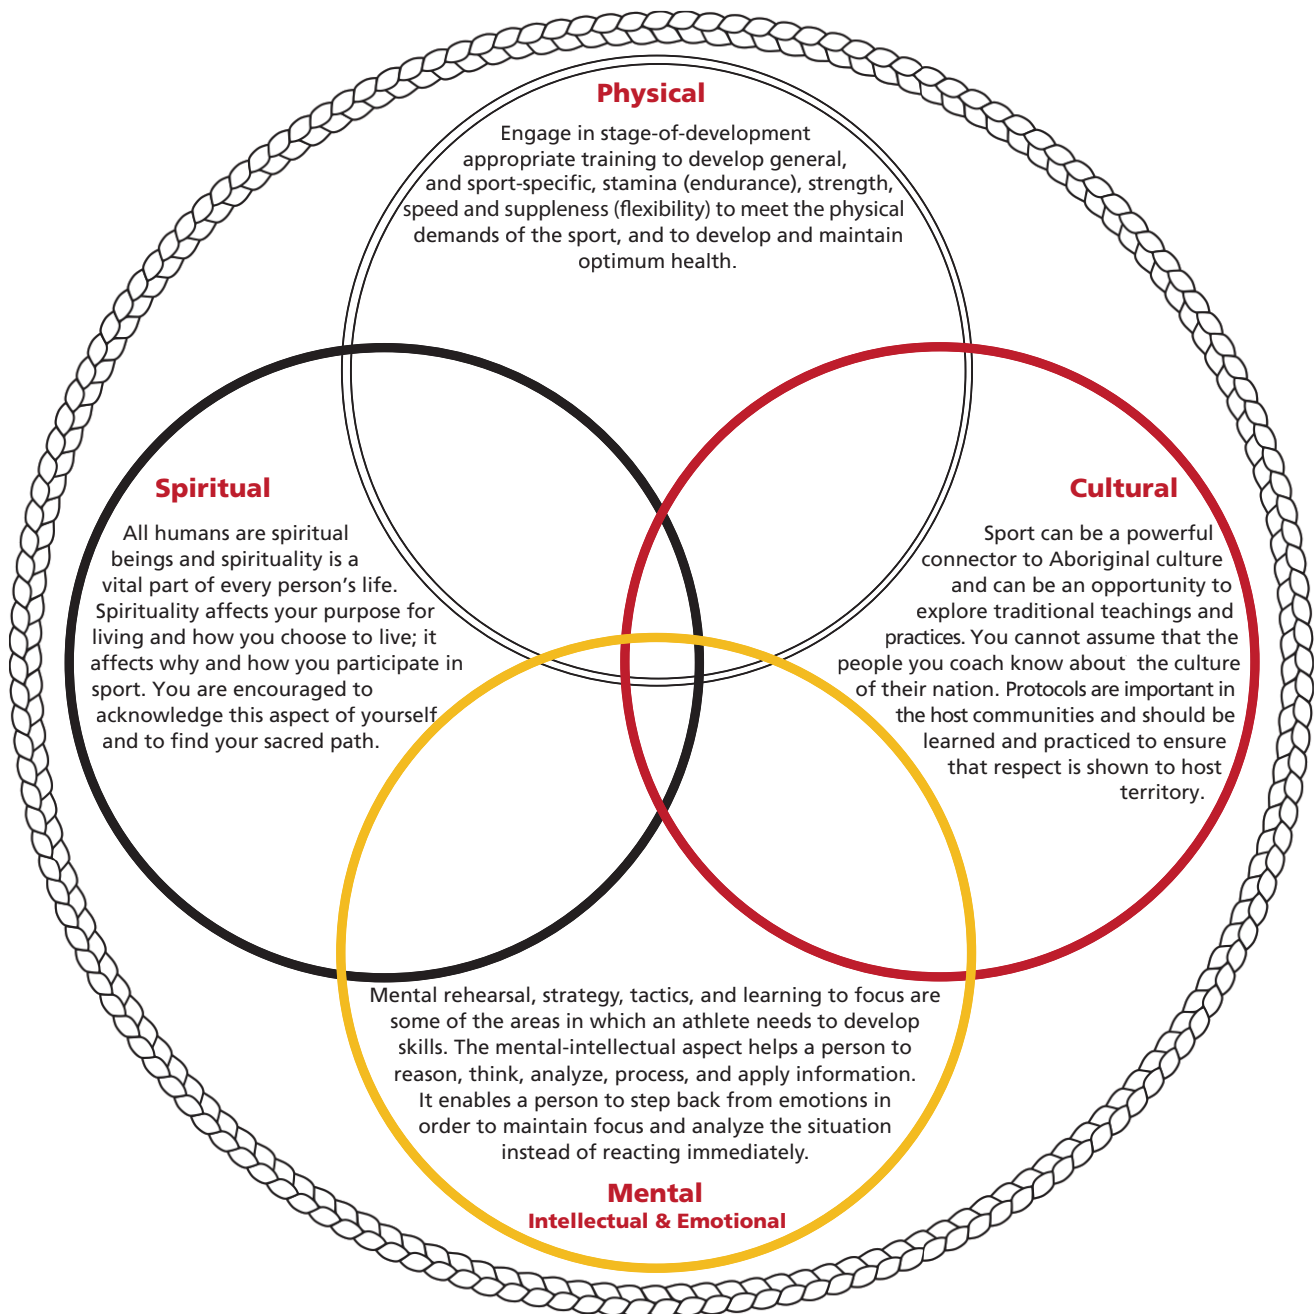 Physical
Engage in stage-of-development
appropriate training to develop general,
and sport-specific, stamina (endurance), strength,
speed and suppleness (flexibility) to meet the physical
demands of the sport, and to develop and maintain
optimum health.
Spiritual
All humans are spiritual
beings and spirituality is a
vital part of every person's life.
Spirituality affects your purpose for
living and how you choose to live; it
affects why and how you participate in
sport. You are encouraged to
acknowledge this aspect of yourself
and to find your sacred path.
Cultural
Sport can be a powerful
connector to Aboriginal culture
and can be an opportunity to
explore traditional teachings and
practices. You cannot assume that the
people you coach know about the culture
of their nation. Protocols are important in
the host communities and should be
learned and practiced to ensure
that respect is shown to host
territory.
Mental rehearsal, strategy, tactics, and learning to focus are
some of the areas in which an athlete needs to develop
skills. The mental-intellectual aspect helps a person to
reason, think, analyze, process, and apply information.
It enables a person to step back from emotions in
order to maintain focus and analyze the situation
instead of reacting immediately.
Mental
Intellectual & Emotional